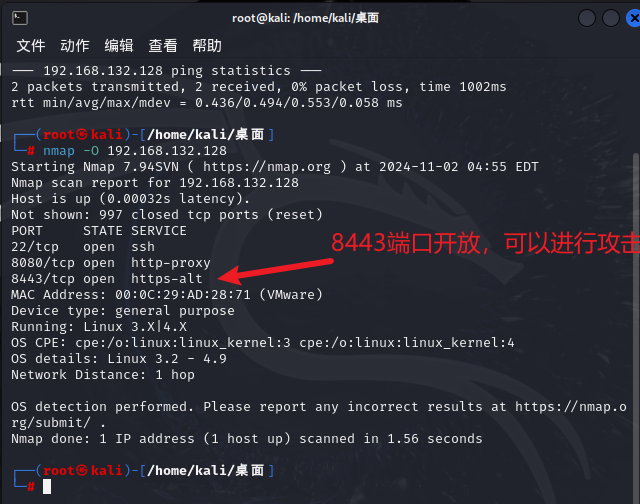 root@kali: /home/kali/桌面
文件 动作 编辑 查看 帮助
--- 192.168.132.128 ping statistics ---
2 packets transmitted, 2 received, 0% packet loss, time 1002ms
rtt min/avg/max/mdev = 0.436/0.494/0.553/0.058 ms
┌──(root㉿kali)-[/home/kali/桌面]
└─# nmap -O 192.168.132.128
Starting Nmap 7.94SVN ( https://nmap.org ) at 2024-11-02 04:55 EDT
Nmap scan report for 192.168.132.128
Host is up (0.00032s latency).
Not shown: 997 closed tcp ports (reset)
PORT     STATE SERVICE
22/tcp   open  ssh
8443端口开放，可以进行攻击
8080/tcp open  http-proxy
8443/tcp open  https-alt
MAC Address: 00:0C:29:AD:28:71 (VMware)
Device type: general purpose
Running: Linux 3.X|4.X
OS CPE: cpe:/o:linux:linux_kernel:3 cpe:/o:linux:linux_kernel:4
OS details: Linux 3.2 - 4.9
Network Distance: 1 hop
OS detection performed. Please report any incorrect results at https://nmap.o
rg/submit/ .
Nmap done: 1 IP address (1 host up) scanned in 1.56 seconds
┌──(root㉿kali)-[/home/kali/桌面]
└─#